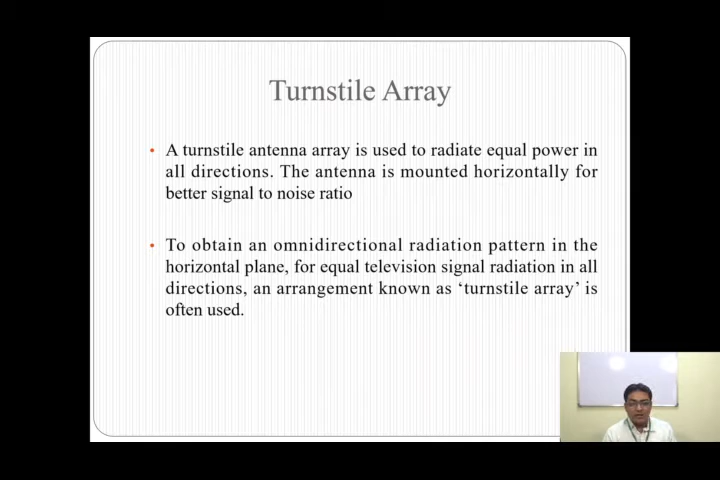 Turnstile Array
• A turnstile antenna array is used to radiate equal power in
all directions. The antenna is mounted horizontally for
better signal to noise ratio
• To obtain an omnidirectional radiation pattern in the
horizontal plane, for equal television signal radiation in all
directions, an arrangement known as ‘turnstile array’ is
often used.